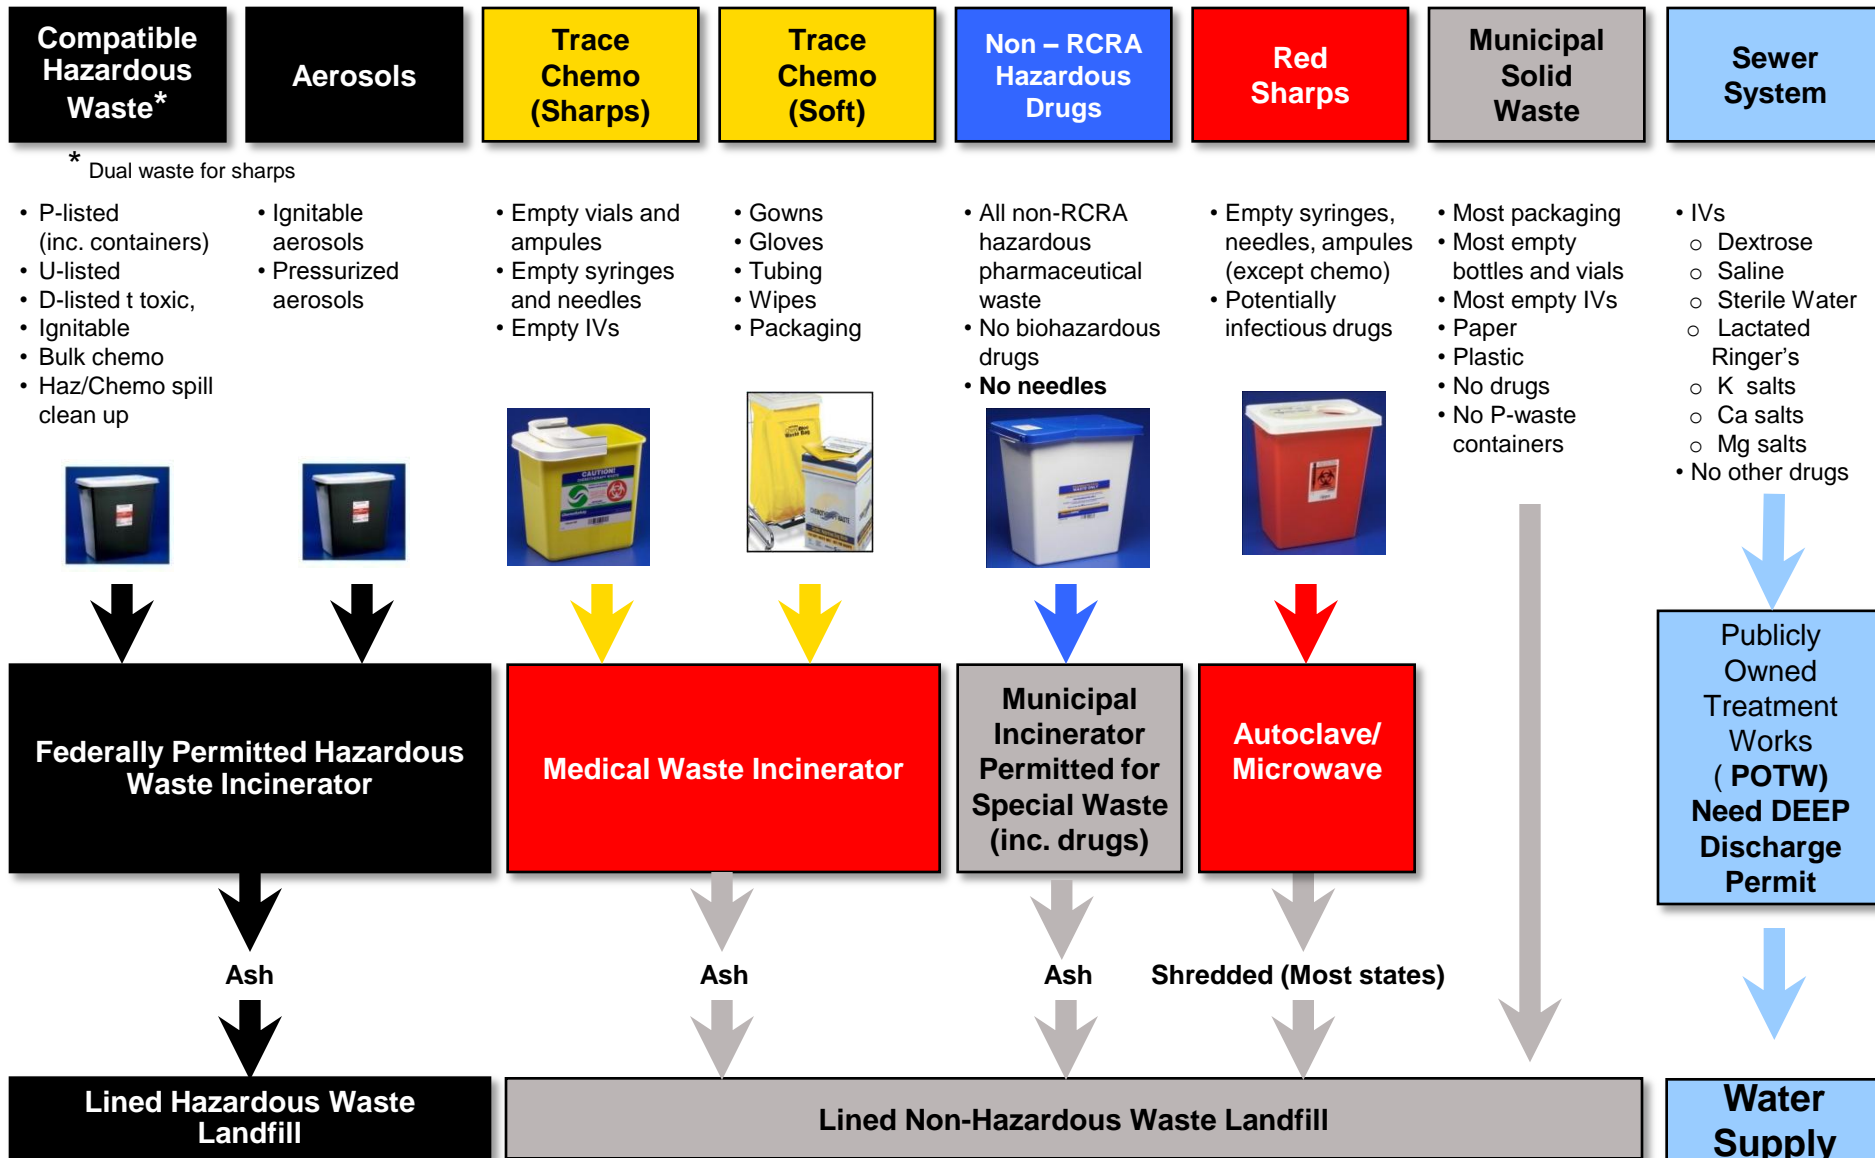 Compatible
Hazardous
Waste*
Aerosols
Trace
Chemo
(Sharps)
Trace
Chemo
(Soft)
Non – RCRA
Hazardous
Drugs
Red
Sharps
Municipal
Solid
Waste
Sewer
System
* Dual waste for sharps
• P-listed
(inc. containers)
• U-listed
• D-listed t toxic,
• Ignitable
• Bulk chemo
• Haz/Chemo spill
clean up
• Ignitable
aerosols
• Pressurized
aerosols
• Empty vials and
ampules
• Empty syringes
and needles
• Empty IVs
• Gowns
• Gloves
• Tubing
• Wipes
• Packaging
• All non-RCRA
hazardous
pharmaceutical
waste
• No biohazardous
drugs
• No needles
• Empty syringes,
needles, ampules
(except chemo)
• Potentially
infectious drugs
• Most packaging
• Most empty
bottles and vials
• Most empty IVs
• Paper
• Plastic
• No drugs
• No P-waste
containers
• IVs
o Dextrose
o Saline
o Sterile Water
o Lactated
Ringer's
o K salts
o Ca salts
o Mg salts
• No other drugs
CAUTION!
Federally Permitted Hazardous
Waste Incinerator
Medical Waste Incinerator
Municipal
Incinerator
Permitted for
Special Waste
(inc. drugs)
Autoclave/
Microwave
Publicly
Owned
Treatment
Works
( POTW)
Need DEEP
Discharge
Permit
Ash
Ash
Ash
Shredded (Most states)
Lined Hazardous Waste
Landfill
Lined Non-Hazardous Waste Landfill
Water
Supply